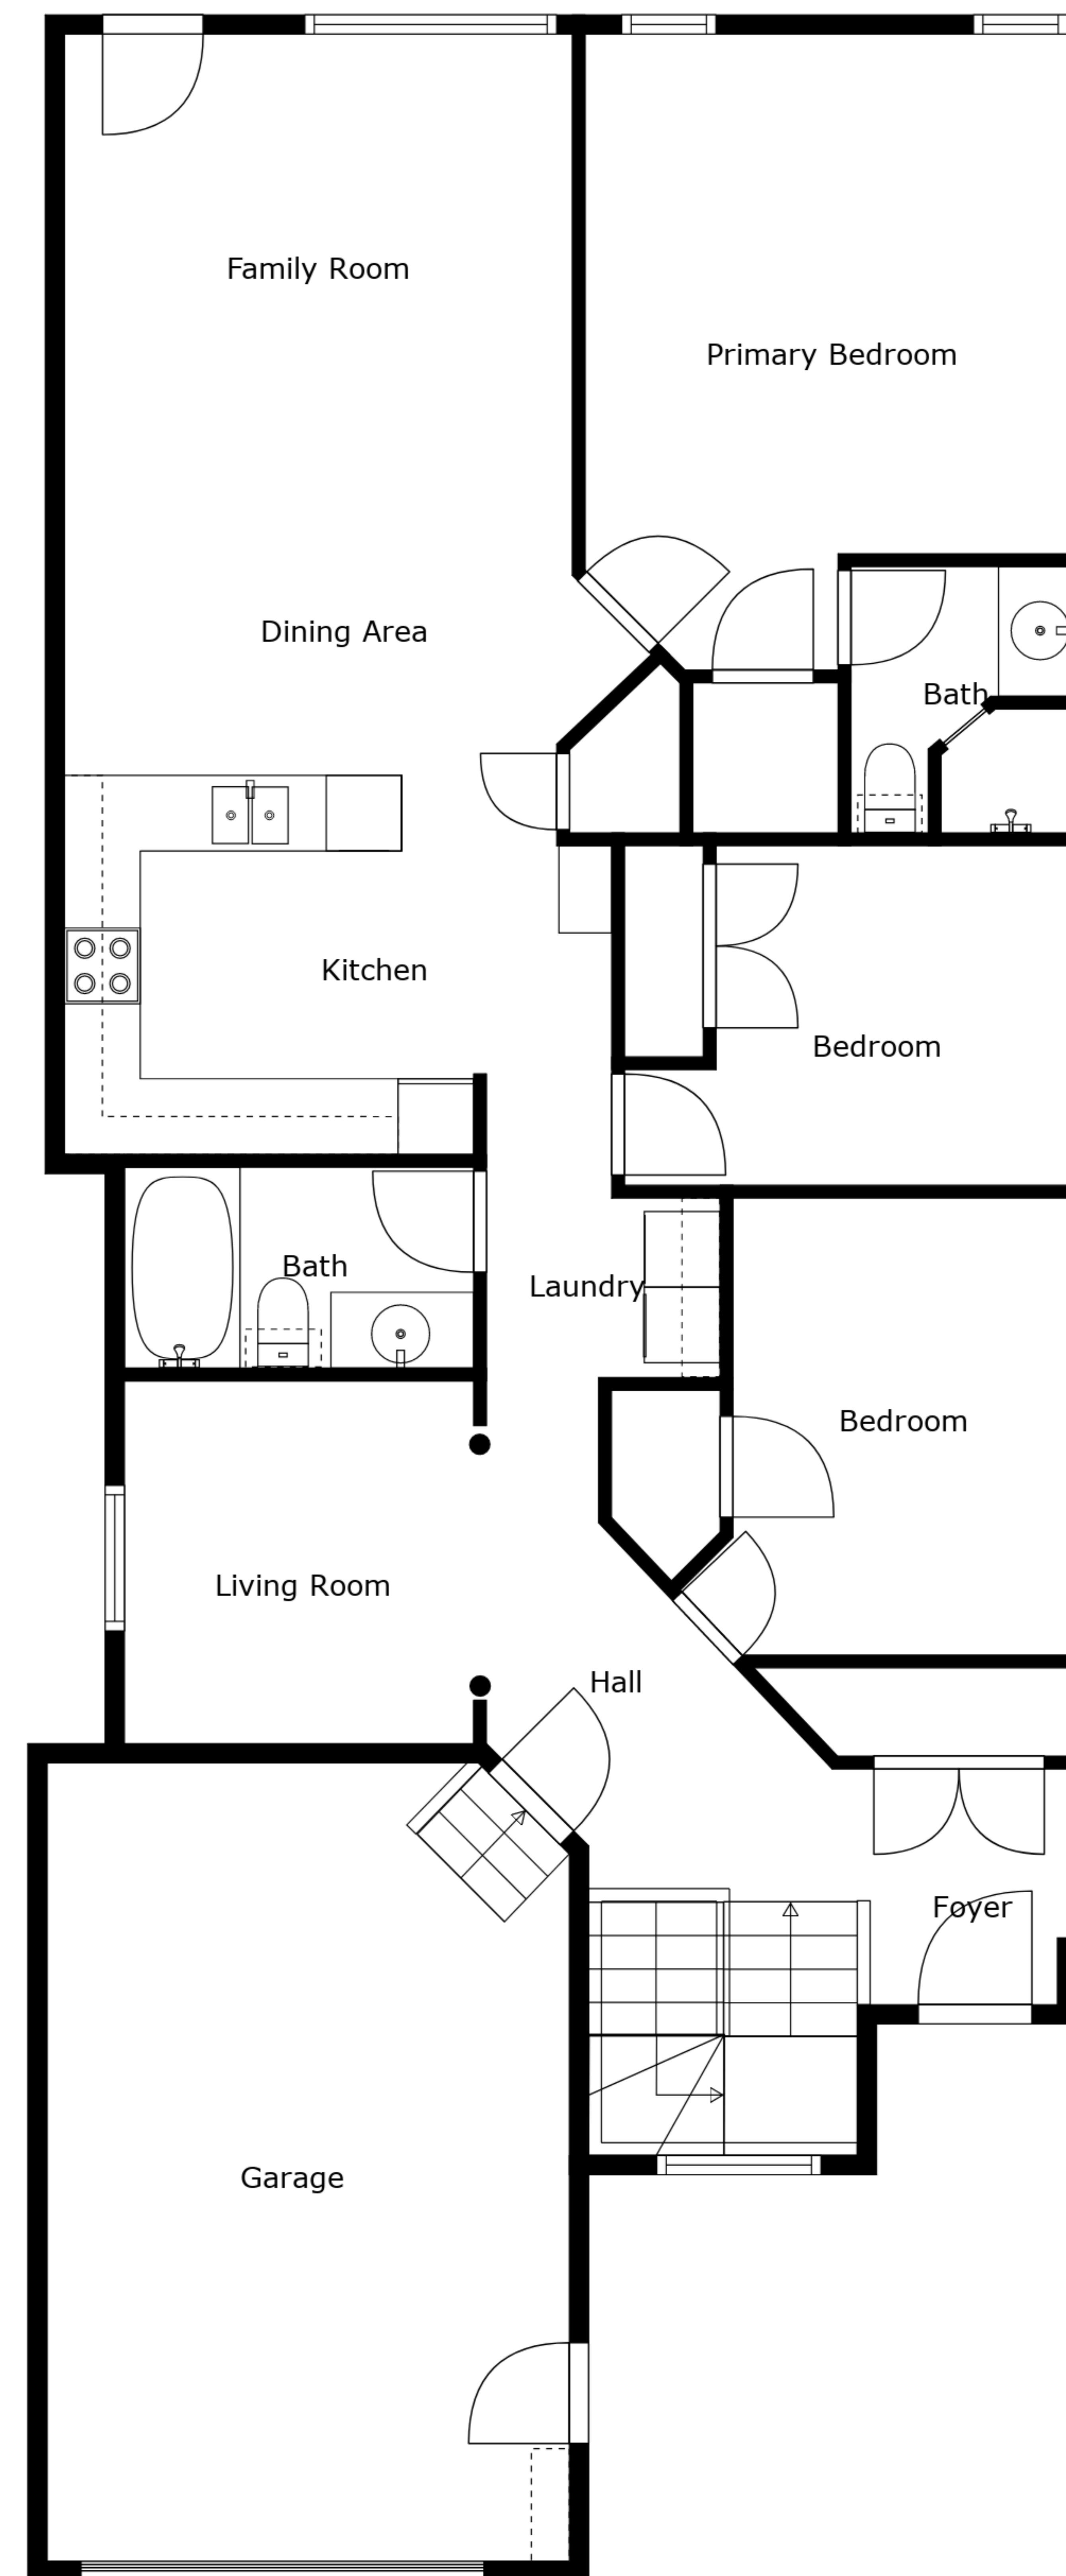 Family Room
Primary Bedroom
Dining Area
Bath
Kitchen
Bedroom
Bath
Laundry
Bedroom
Living Room
Hall
Foyer
Garage